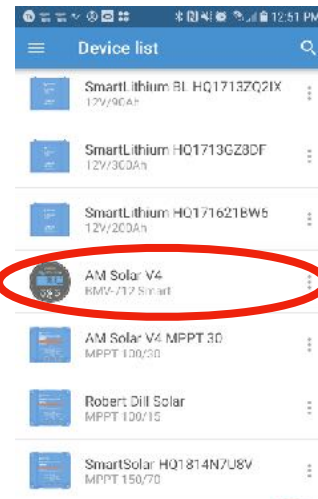 12:51 PM
Device list
SmartLithium BL HQ1713ZQ2IX
12V/90Ah
SmartLithium HQ1713GZ8DF
12V/300Ah
SmartLithium HQ171621BW6
12V/200Ah
AM Solar V4
BMV-712 Smart
AM Solar V4 MPPT 30
MPPT 100/30
Robert Dill Solar
MPPT 100/15
SmartSolar HQ1814N7U8V
MPPT 150/70